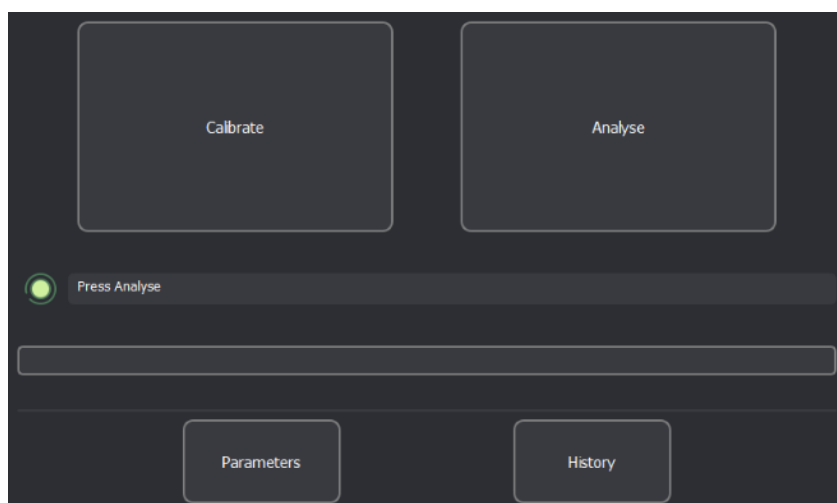 Calibrate
Analyse
Press Analyse
Parameters
History